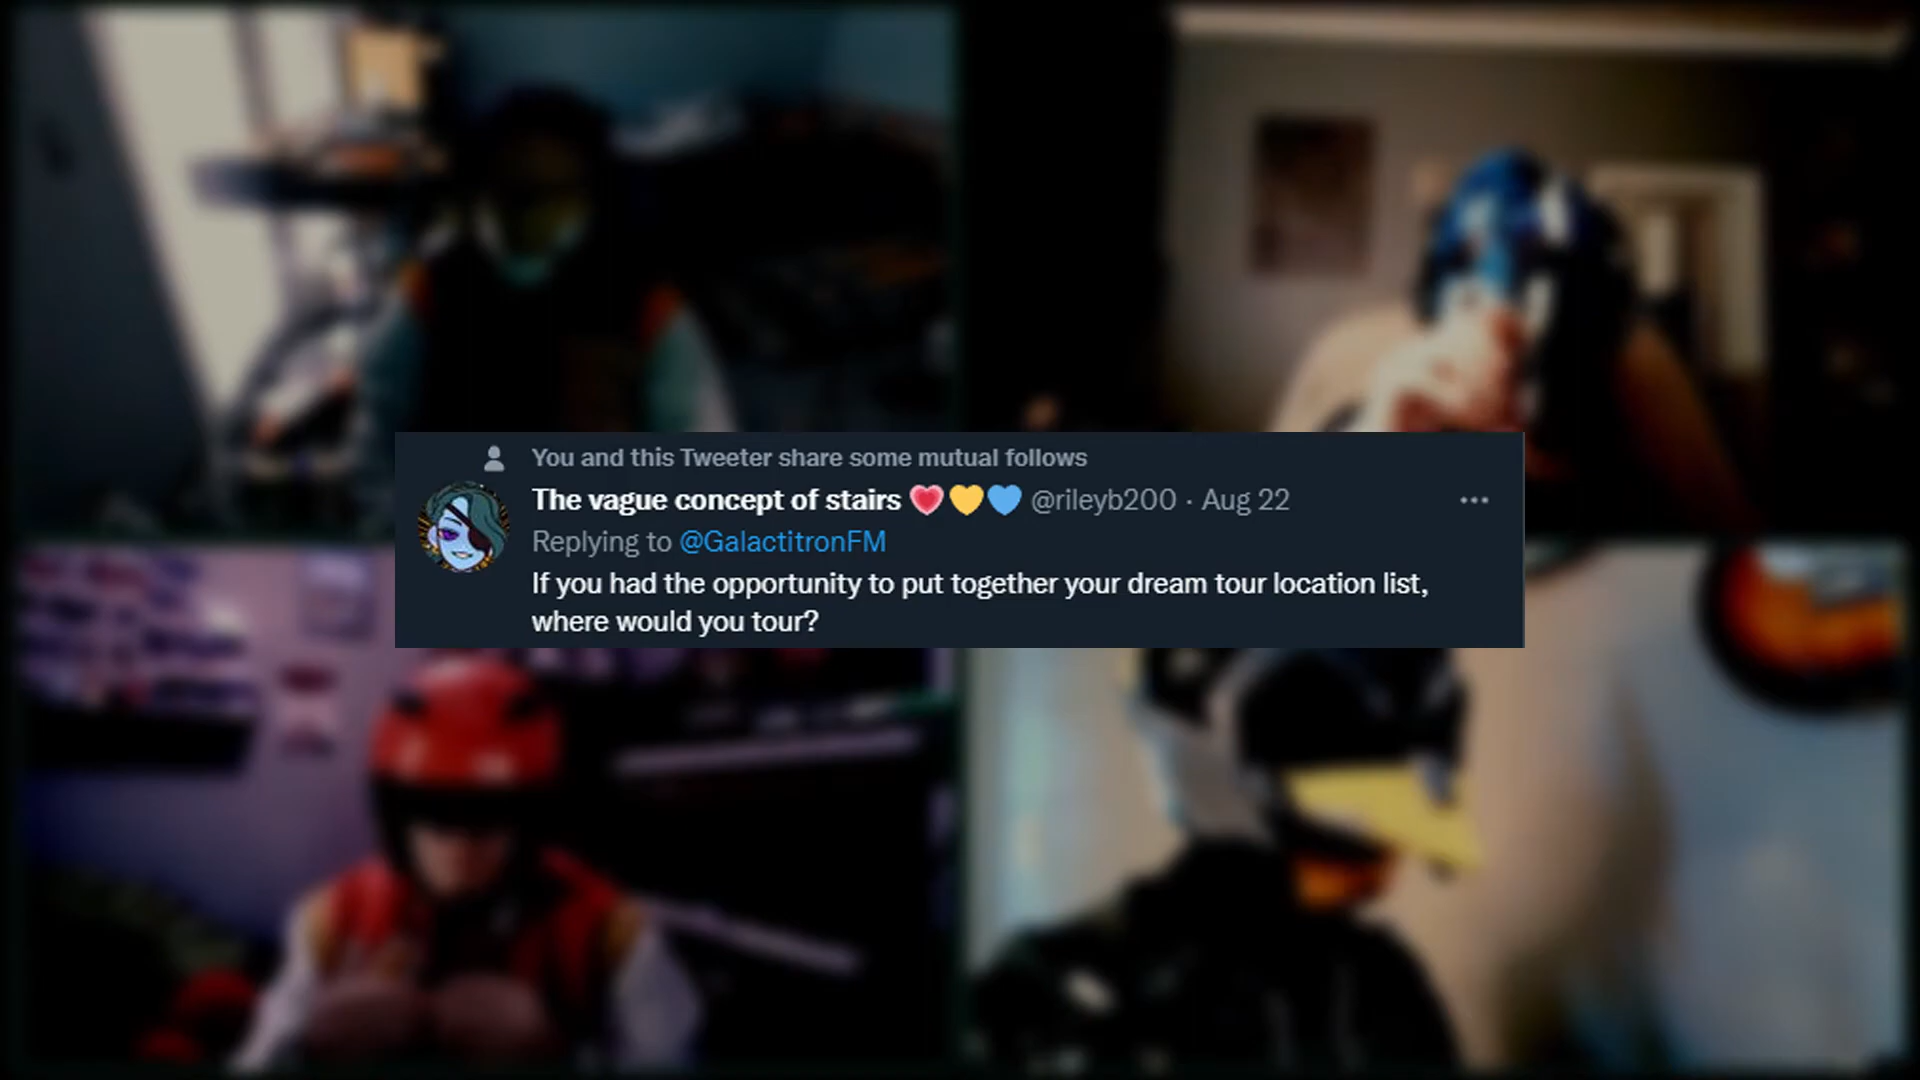 You and this Tweeter share some mutual follows
The vague concept of stairs ❤️💛💙 @rileyb200 · Aug 22
Replying to @GalactitronFM
If you had the opportunity to put together your dream tour location list,
where would you tour?